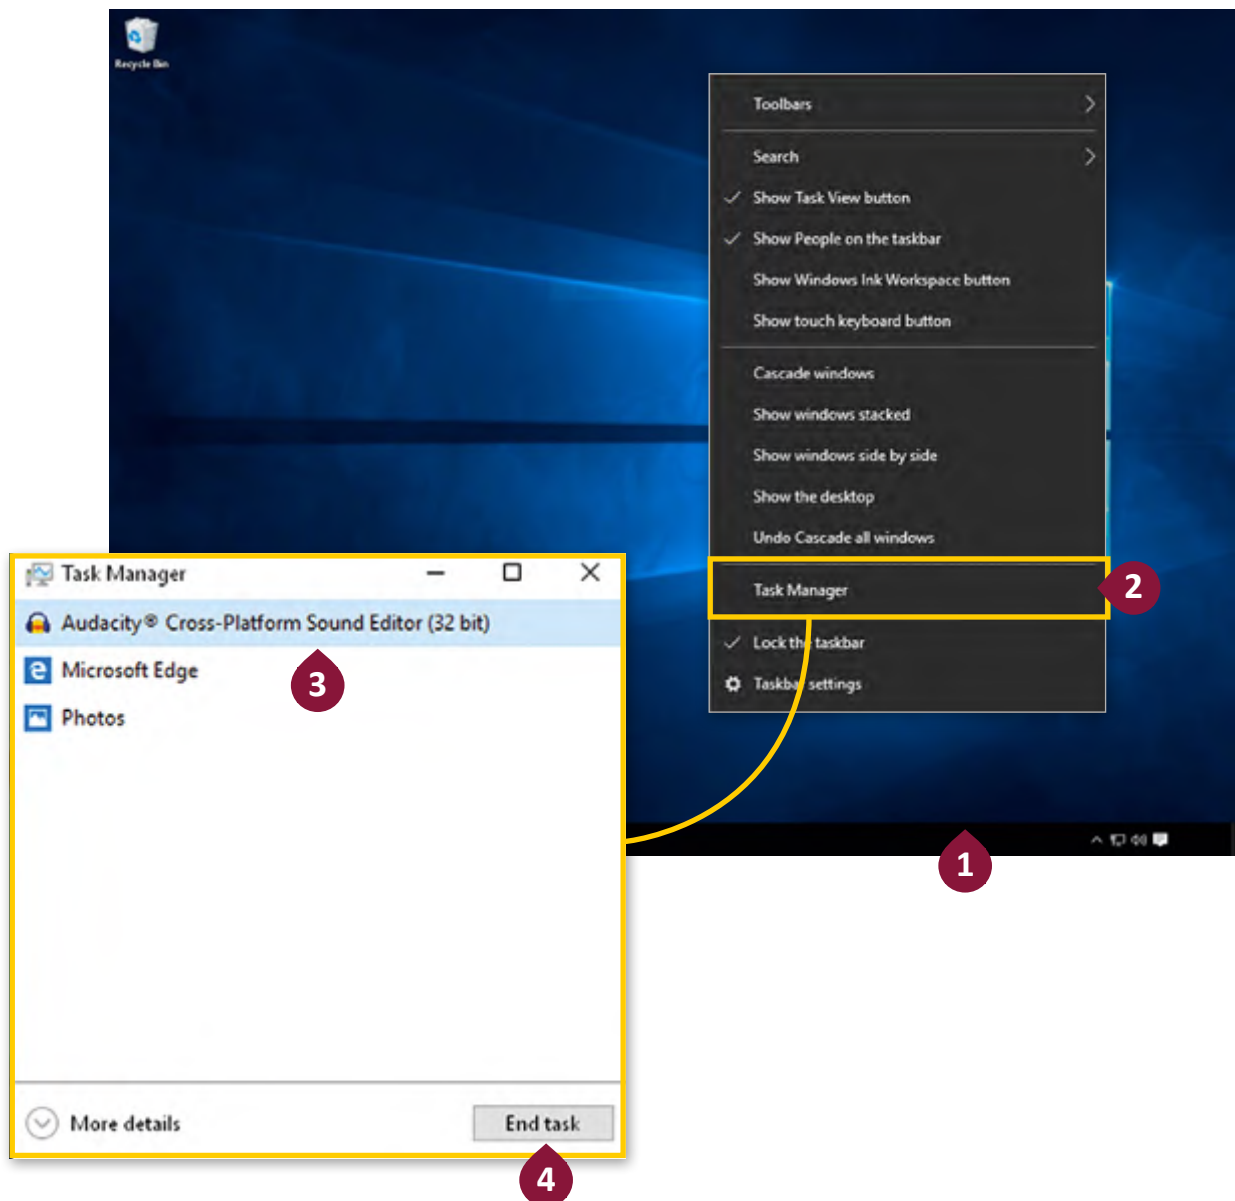 Recycle Bin
Toolbars
Search
Show Task View button
Show People on the taskbar
Show Windows Ink Workspace button
Show touch keyboard button
Cascade windows
Show windows stacked
Show windows side by side
Show the desktop
Undo Cascade all windows
Task Manager
2
Lock the taskbar
Taskbar settings
1
Task Manager
Audacity® Cross-Platform Sound Editor (32 bit)
Microsoft Edge
3
Photos
More details
End task
4